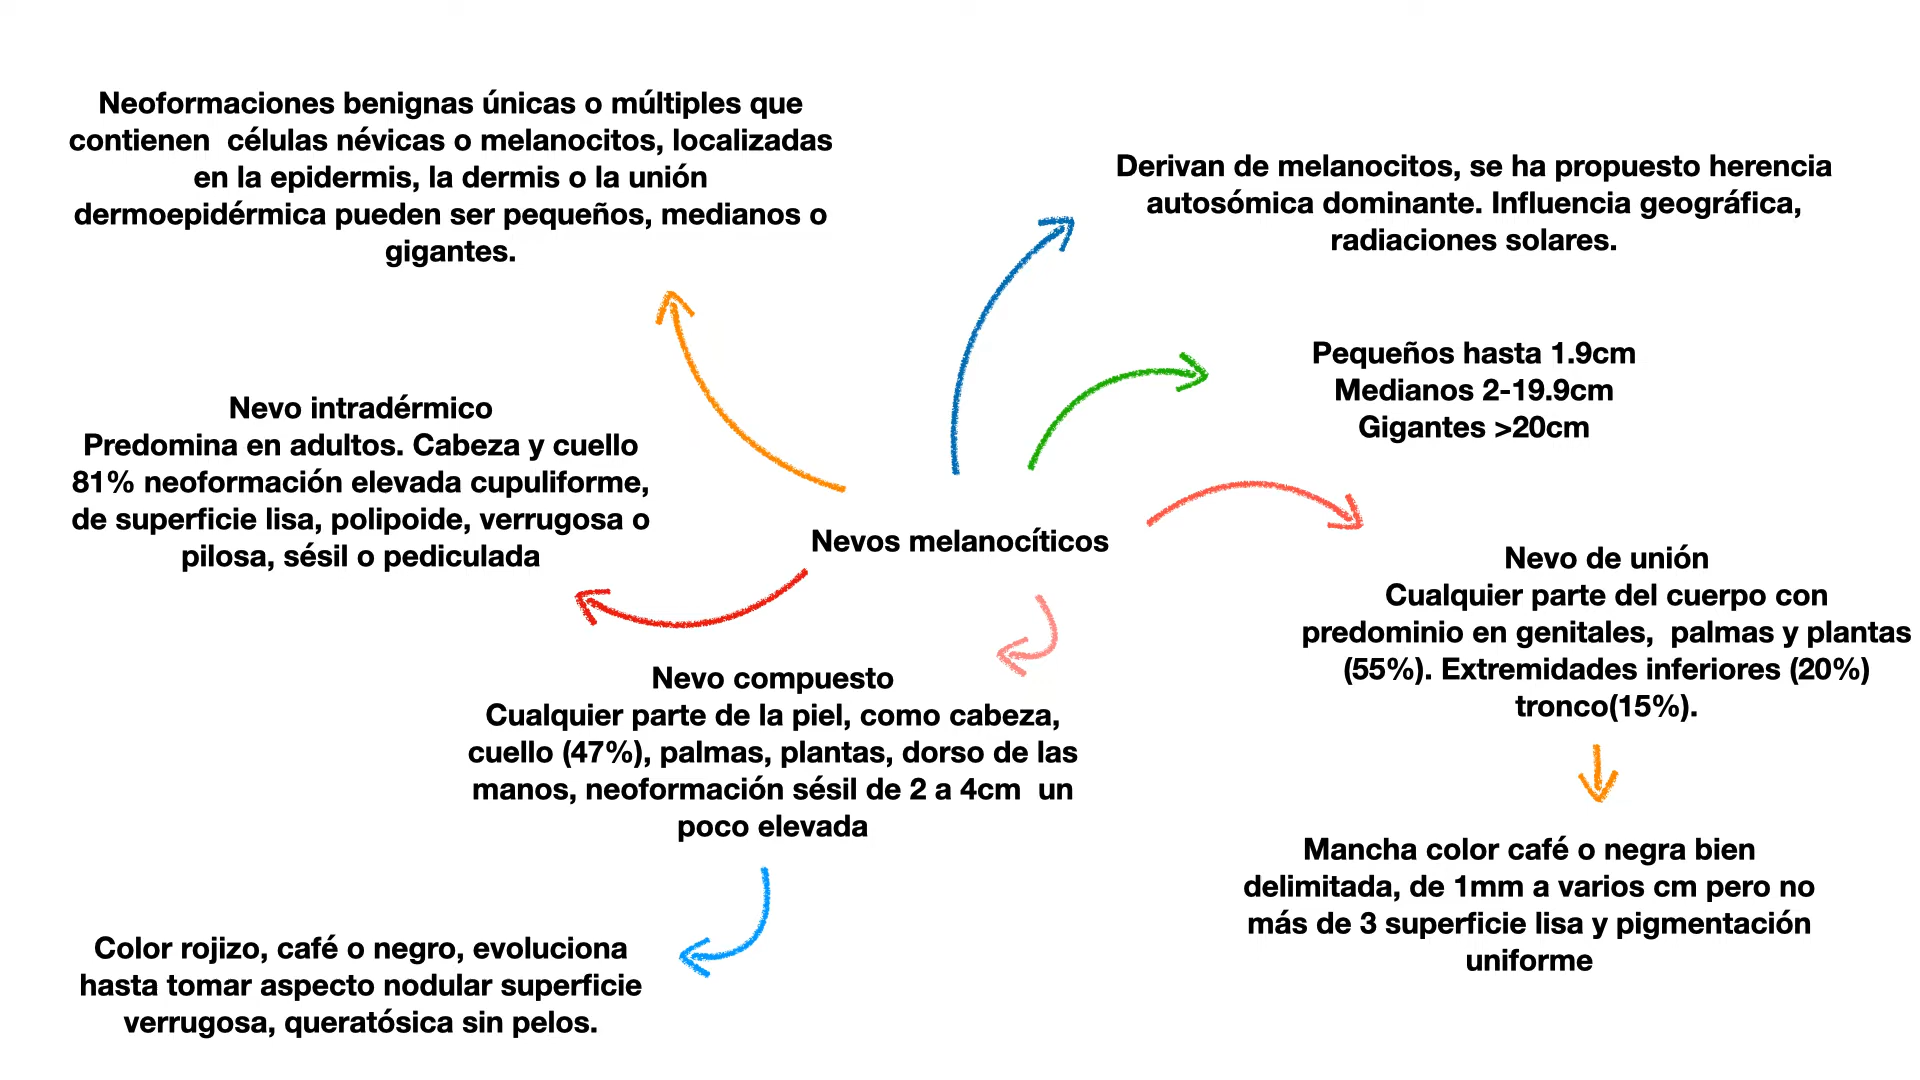 Neoformaciones benignas únicas o múltiples que
contienen  células névicas o melanocitos, localizadas
en la epidermis, la dermis o la unión
dermoepidérmica pueden ser pequeños, medianos o
gigantes.
Derivan de melanocitos, se ha propuesto herencia
autosómica dominante. Influencia geográfica,
radiaciones solares.
Pequeños hasta 1.9cm
Medianos 2-19.9cm
Gigantes >20cm
Nevo intradérmico
Predomina en adultos. Cabeza y cuello
81% neoformación elevada cupuliforme,
de superficie lisa, polipoide, verrugosa o
pilosa, sésil o pediculada
Nevos melanocíticos
Nevo de unión
Cualquier parte del cuerpo con
predominio en genitales,  palmas y plantas
(55%). Extremidades inferiores (20%)
tronco(15%).
Nevo compuesto
Cualquier parte de la piel, como cabeza,
cuello (47%), palmas, plantas, dorso de las
manos, neoformación sésil de 2 a 4cm  un
poco elevada
Mancha color café o negra bien
delimitada, de 1mm a varios cm pero no
más de 3 superficie lisa y pigmentación
uniforme
Color rojizo, café o negro, evoluciona
hasta tomar aspecto nodular superficie
verrugosa, queratósica sin pelos.